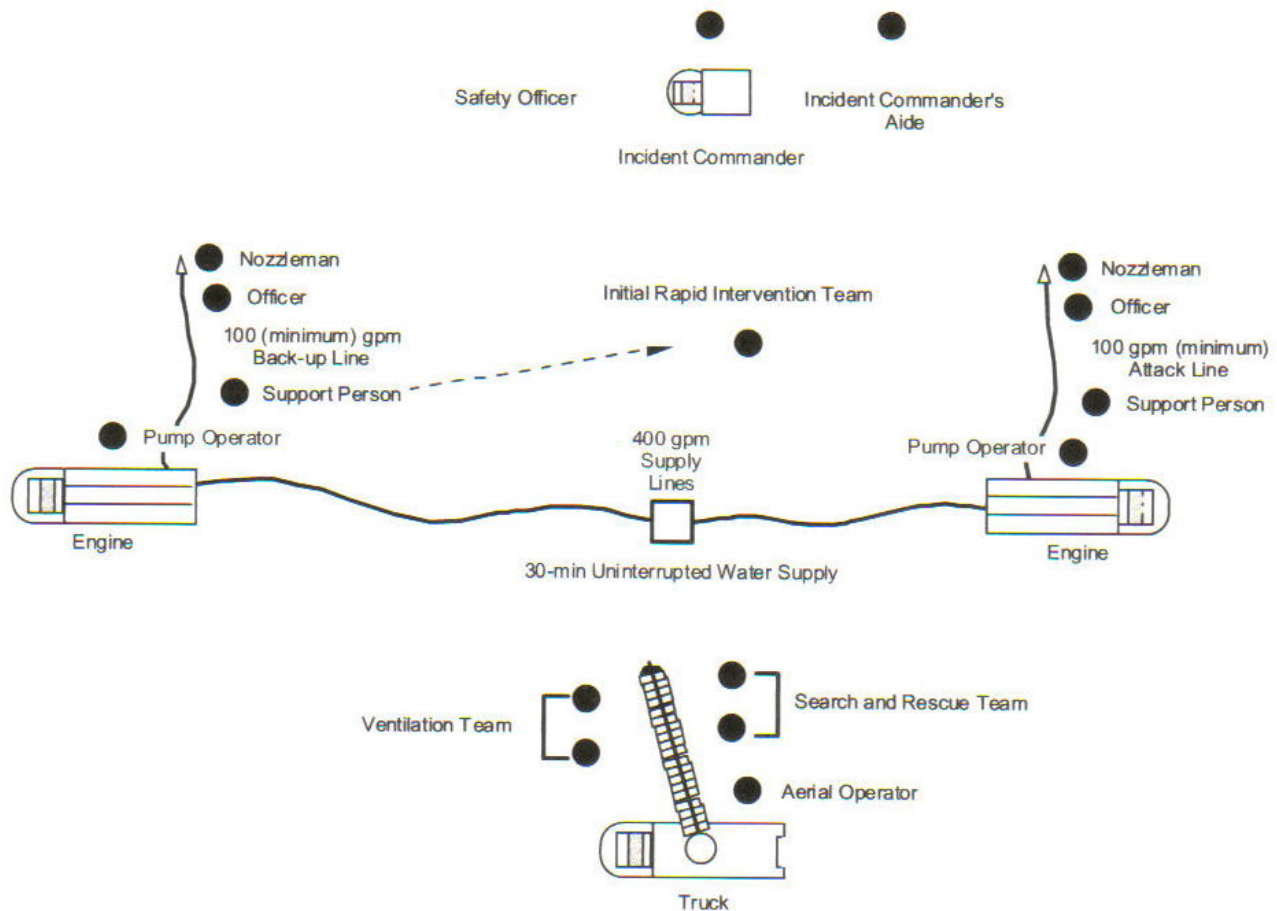 Safety Officer
Incident Commander's
Aide
Incident Commander
Nozzleman
Officer
100 (minimum) gpm
Back-up Line
Support Person
Pump Operator
Engine
Initial Rapid Intervention Team
400 gpm
Supply
Lines
30-min Uninterrupted Water Supply
Nozzleman
Officer
100 gpm (minimum)
Attack Line
Support Person
Pump Operator
Engine
Ventilation Team
Search and Rescue Team
Aerial Operator
Truck